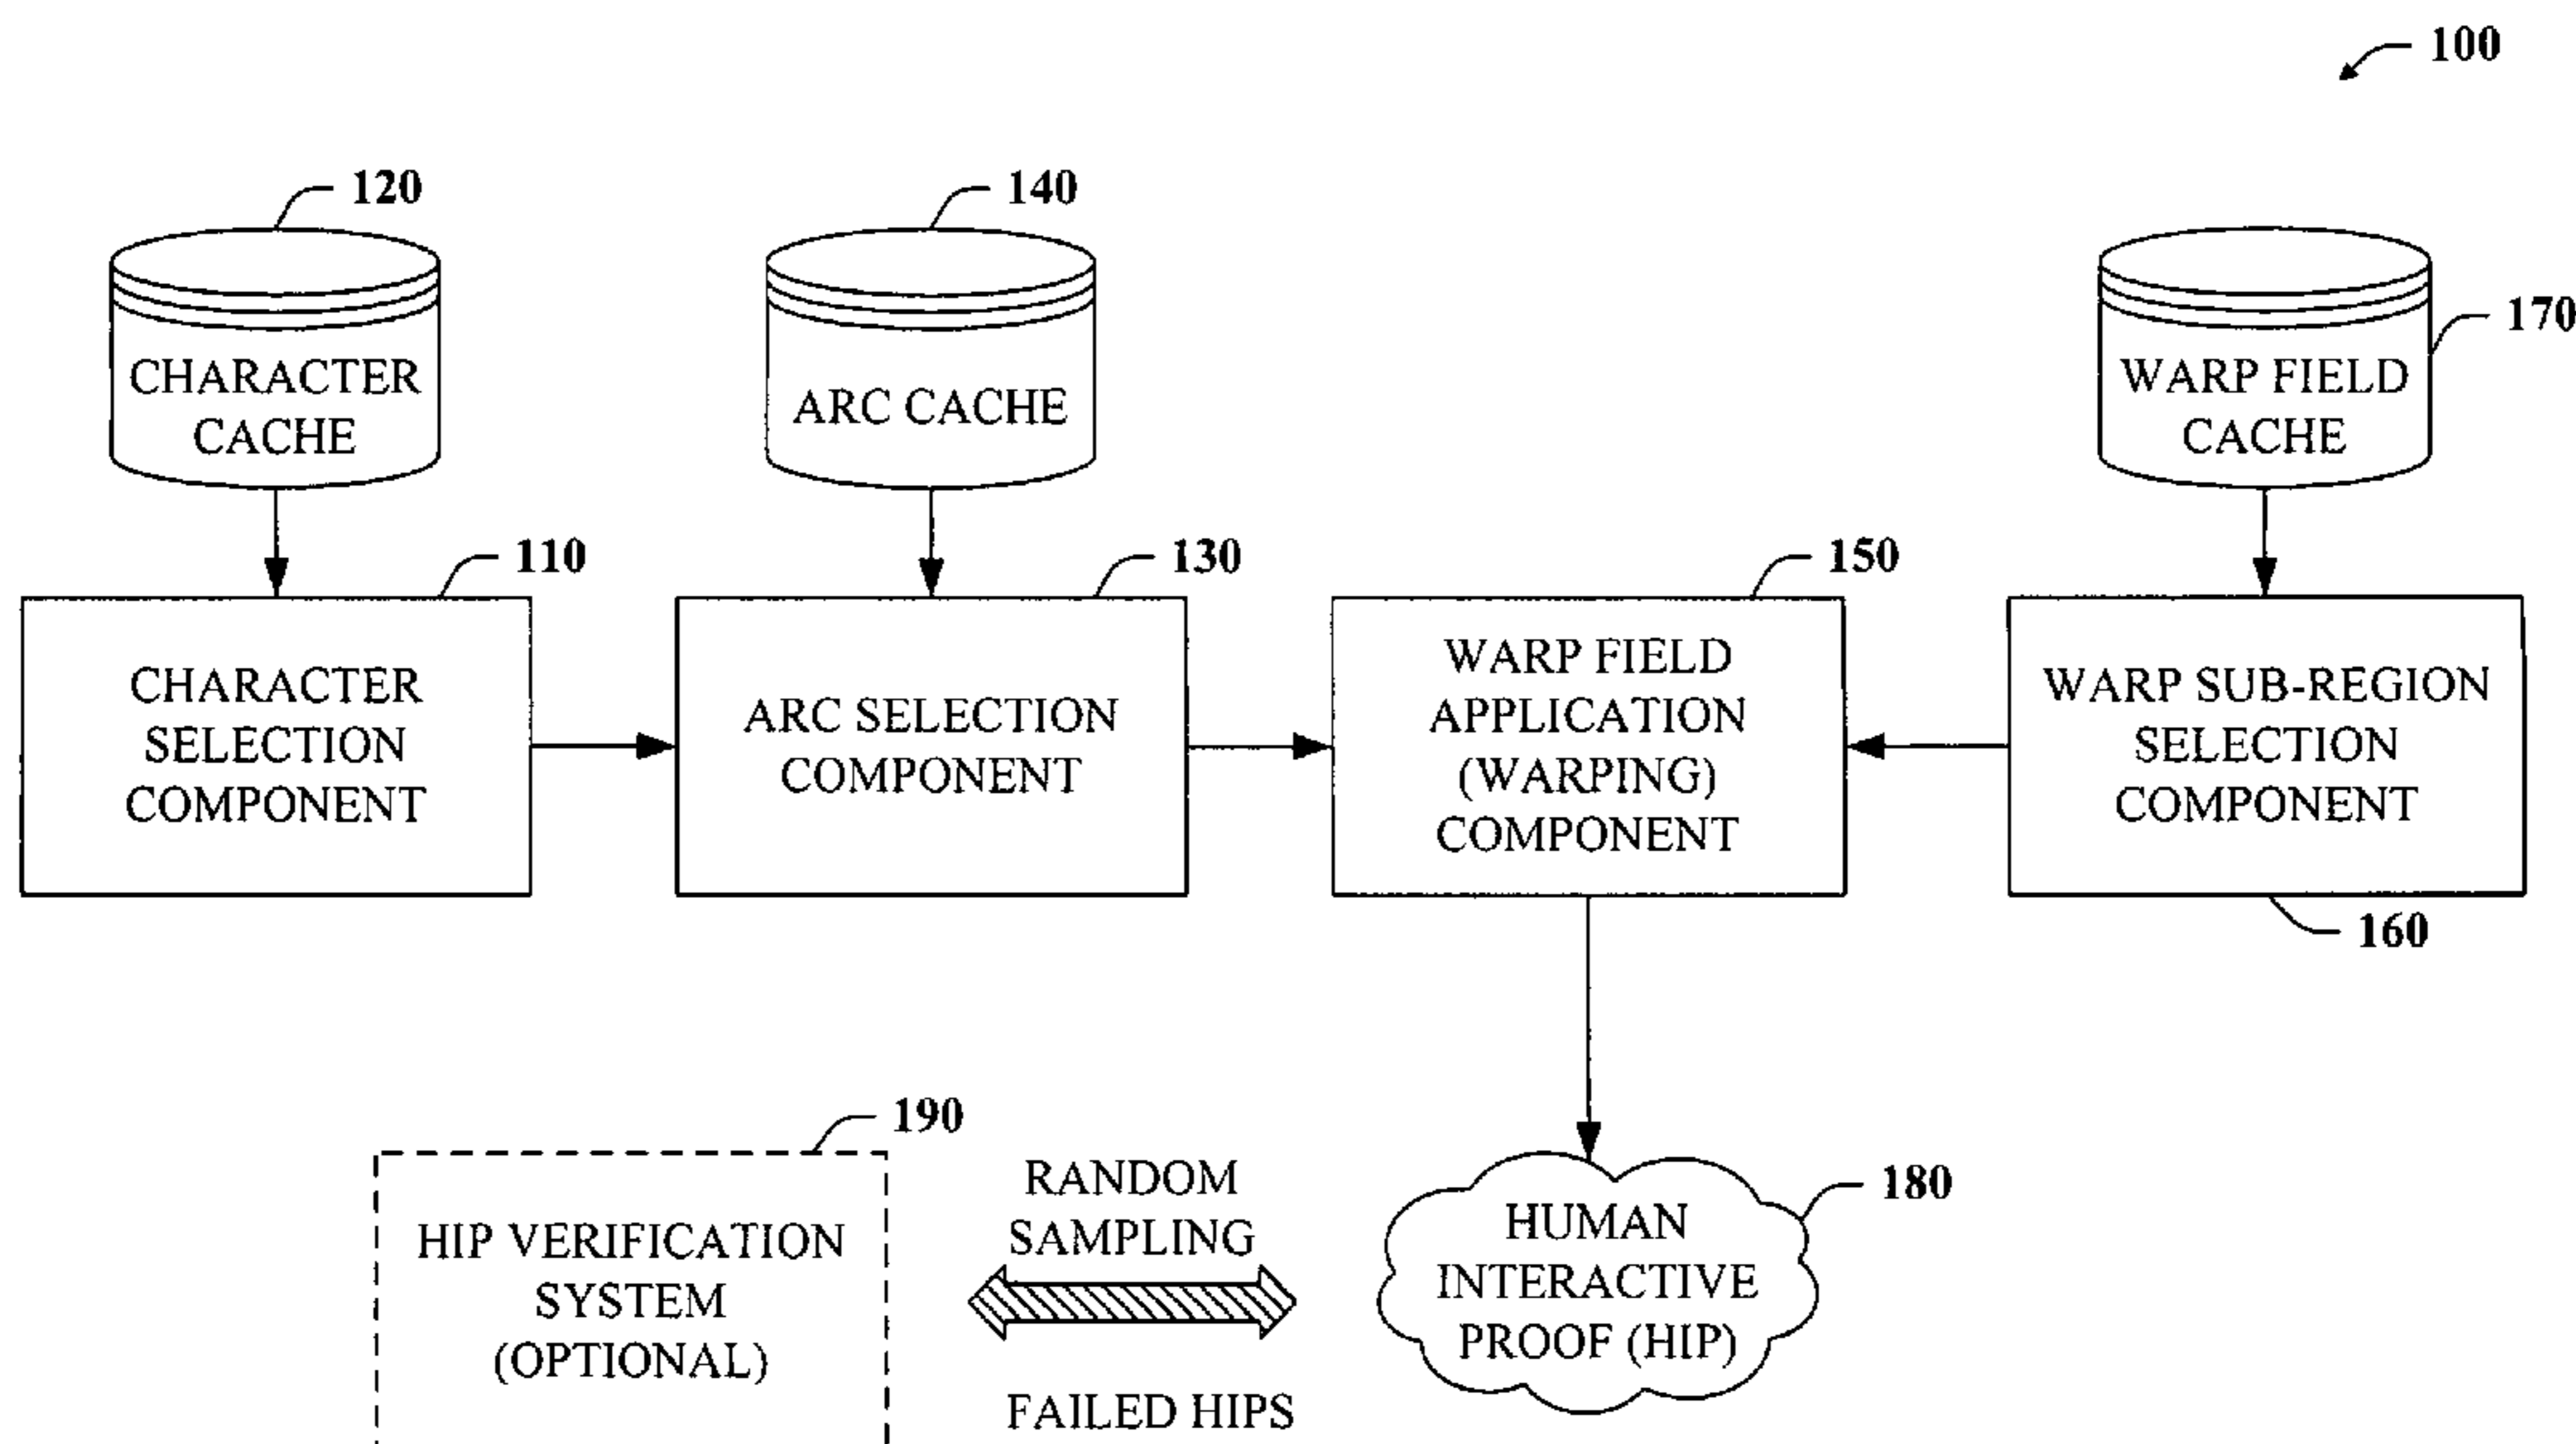 100
120
140
170
CHARACTER
CACHE
ARC CACHE
WARP FIELD
CACHE
110
130
150
CHARACTER
SELECTION
COMPONENT
ARC SELECTION
COMPONENT
WARP FIELD
APPLICATION
(WARPING)
COMPONENT
WARP SUB-REGION
SELECTION
COMPONENT
160
190
HIP VERIFICATION
SYSTEM
(OPTIONAL)
RANDOM
SAMPLING
FAILED HIPS
180
HUMAN
INTERACTIVE
PROOF (HIP)